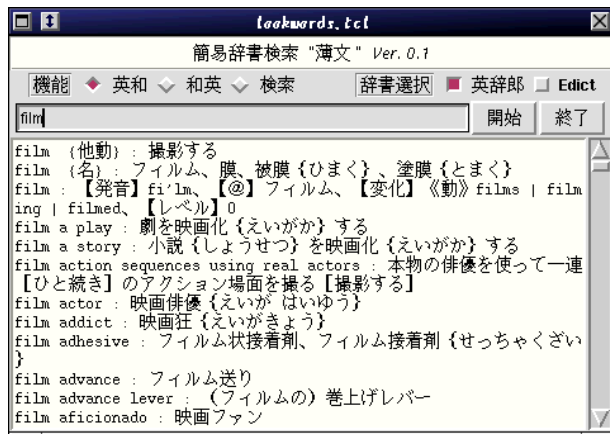 lookwords.tcl
簡易辞書検索 "薄文" Ver. 0.1
機能 英和 和英 検索 辞書選択 英辞郎 Edict
film 開始 終了
film {他動} : 撮影する
film {名} : フィルム、膜、被膜{ひまく}、塗膜{とまく}
film : 【発音】fi'lm、【@】フィルム、【変化】《動》films | film
ing | filmed、【レベル】0
film a play : 劇を映画化{えいがか}する
film a story : 小説{しょうせつ}を映画化{えいがか}する
film action sequences using real actors : 本物の俳優を使って一連
[ひと続き]のアクション場面を撮る[撮影する]
film actor : 映画俳優{えいが はいゆう}
film addict : 映画狂{えいがきょう}
film adhesive : フィルム状接着剤、フィルム接着剤{せっちゃくざい
}
film advance : フィルム送り
film advance lever : (フィルムの)巻上げレバー
film aficionado : 映画ファン